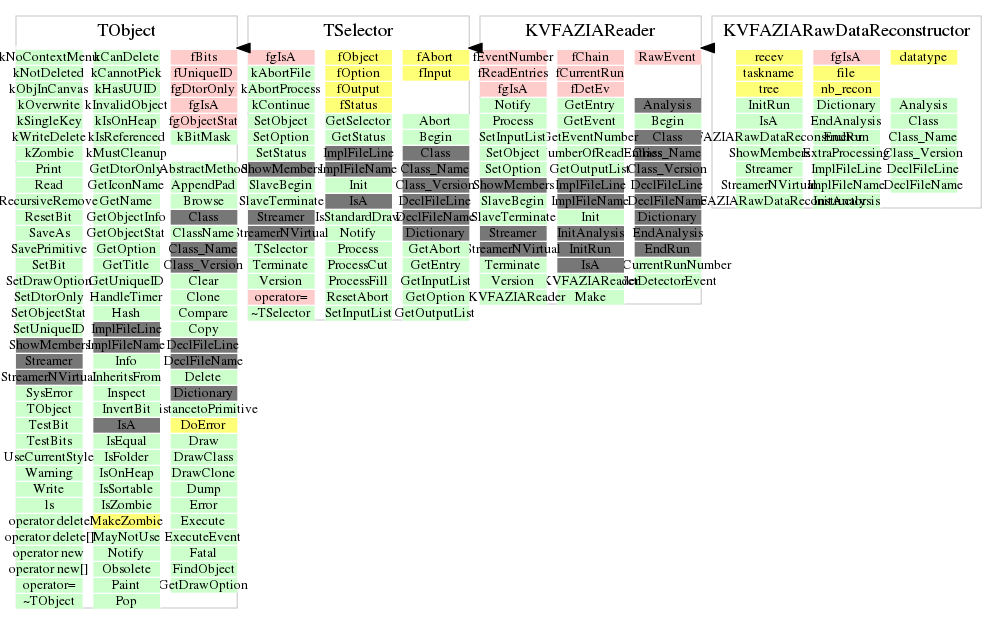 TObject
kNoContextMenu
kNotDeleted
kObjInCanvas
kOverwrite
kSingleKey
kWriteDelete
kZombie
Print
Read
RecursiveRemove
ResetBit
SaveAs
SavePrimitive
SetBit
SetDrawOption
SetDtorOnly
SetObjectStat
SetUniqueID
ShowMembers
Streamer
StreamerNVirtual
SysError
TObject
TestBit
TestBits
UseCurrentStyle
Warning
Write
ls
operator delete
operator delete[]
operator new
operator new[]
operator=
~TObject
kCanDelete
kCannotPick
kHasUUID
kInvalidObject
kIsOnHeap
kIsReferenced
kMustCleanup
GetDtorOnly
GetIconName
GetName
GetObjectInfo
GetObjectStat
GetOption
GetTitle
GetUniqueID
HandleTimer
Hash
ImplFileLine
ImplFileName
Info
InheritsFrom
Inspect
InvertBit
IsA
IsEqual
IsFolder
IsOnHeap
IsSortable
IsZombie
MakeZombie
MayNotUse
Notify
Obsolete
Paint
Pop
fBits
fUniqueID
fgDtorOnly
fgIsA
fgObjectStat
kBitMask
AbstractMethod
AppendPad
Browse
Class
ClassName
Class_Name
Class_Version
Clear
Clone
Compare
Copy
DeclFileLine
DeclFileName
Delete
Dictionary
istancetoPrimitive
DoError
Draw
DrawClass
DrawClone
Dump
Error
Execute
ExecuteEvent
Fatal
FindObject
GetDrawOption
TSelector
fgIsA
kAbortFile
kAbortProcess
kContinue
SetObject
SetOption
SetStatus
ShowMembers
SlaveBegin
SlaveTerminate
Streamer
StreamerNVirtual
TSelector
Terminate
Version
operator=
~TSelector
fObject
fOption
fOutput
fStatus
GetSelector
GetStatus
ImplFileLine
ImplFileName
Init
IsA
IsStandardDraw
Notify
Process
ProcessCut
ProcessFill
ResetAbort
SetInputList
fAbort
fInput
Abort
Begin
Class
Class_Name
Class_Version
DeclFileLine
DeclFileName
Dictionary
GetAbort
GetEntry
GetInputList
GetOption
GetOutputList
KVFAZIAReader
fEventNumber
fReadEntries
fgIsA
Notify
Process
SetInputList
SetObject
SetOption
ShowMembers
SlaveBegin
SlaveTerminate
Streamer
StreamerNVirtual
Terminate
Version
KVFAZIAReader
fChain
fCurrentRun
fDetEv
GetEntry
GetEvent
GetEventNumber
GetOutputList
ImplFileLine
ImplFileName
Init
InitAnalysis
InitRun
IsA
KVFAZIAReader
Make
RawEvent
Analysis
Begin
Class
Class_Name
Class_Version
DeclFileLine
DeclFileName
Dictionary
EndAnalysis
EndRun
CurrentRunNumber
etDetectorEvent
KVFAZIARawDataReconstructor
recev
taskname
tree
InitRun
IsA
ShowMembers
Streamer
StreamerNVirtual
fgIsA
file
nb_recon
Dictionary
EndAnalysis
EndRun
ExtraProcessing
ImplFileLine
ImplFileName
InitAnalysis
datatype
Analysis
Class
Class_Name
Class_Version
DeclFileLine
DeclFileName